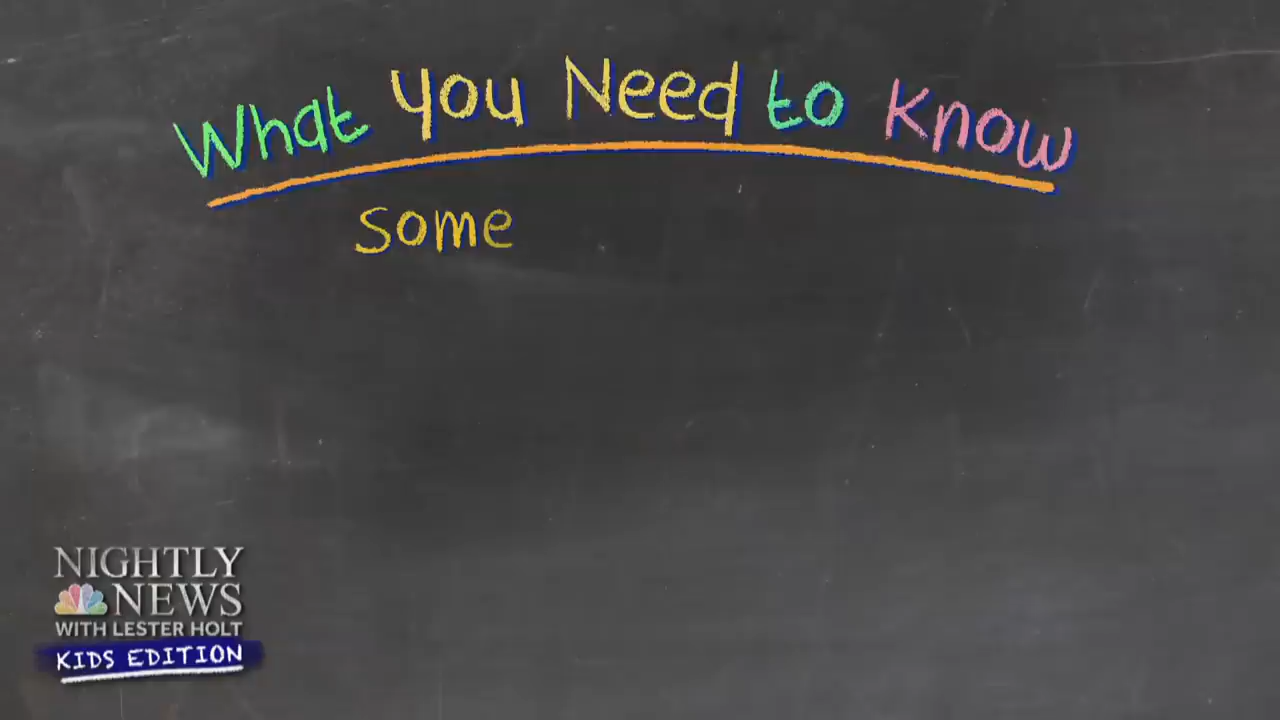 What You Need to Know
some
NIGHTLY
NEWS
WITH LESTER HOLT
KIDS EDITION